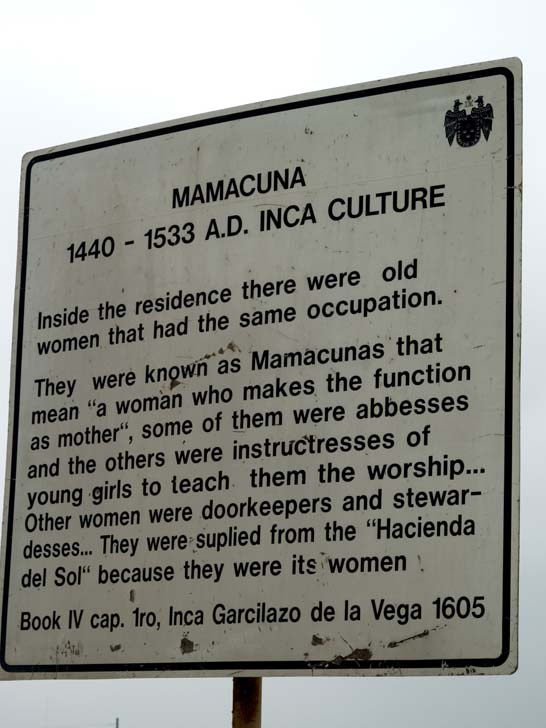 MAMACUNA
1440 - 1533 A.D. INCA CULTURE
Inside the residence there were old
women that had the same occupation.
They were known as Mamacunas that
mean "a woman who makes the function
as mother", some of them were abbesses
and the others were instructresses of
young girls to teach them the worship...
Other women were doorkeepers and stewar-
desses... They were suplied from the "Hacienda
del Sol" because they were its women
Book IV cap. 1ro, Inca Garcilazo de la Vega 1605